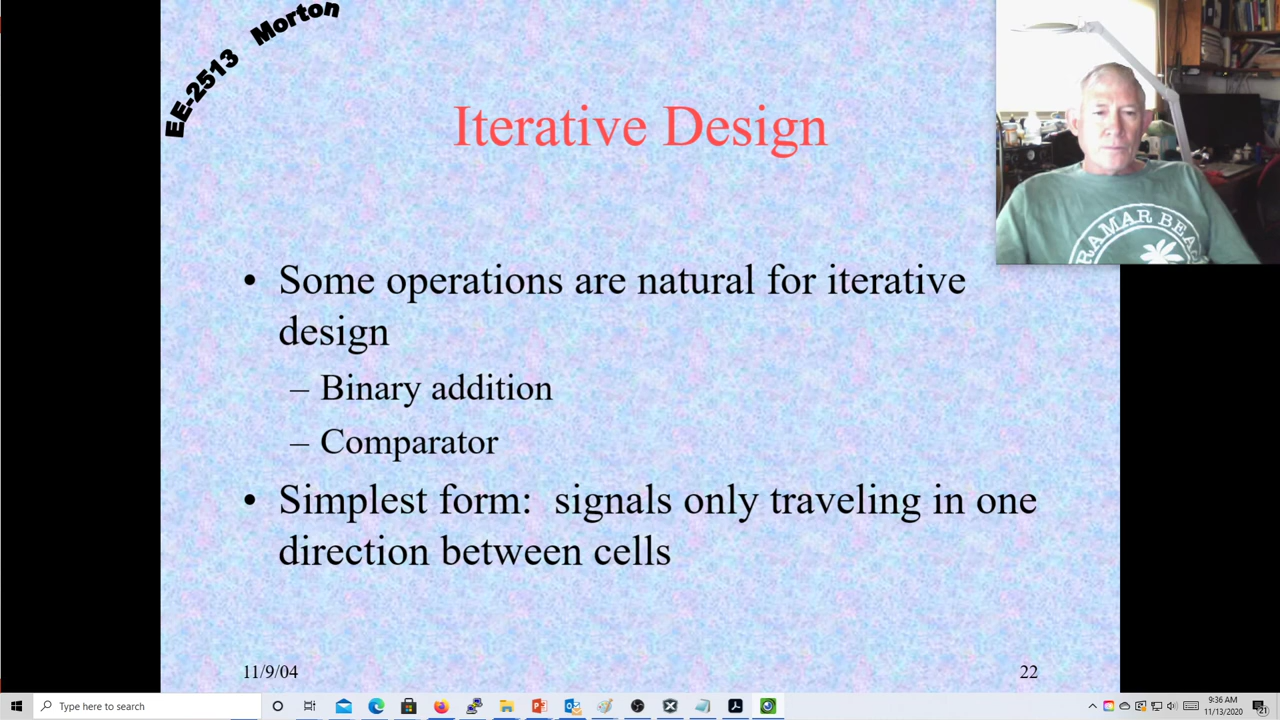 EE-2513 Morton
Iterative Design
• Some operations are natural for iterative
design
– Binary addition
– Comparator
• Simplest form: signals only traveling in one
direction between cells
11/9/04
22
Type here to search
9:36 AM
11/13/2020
21